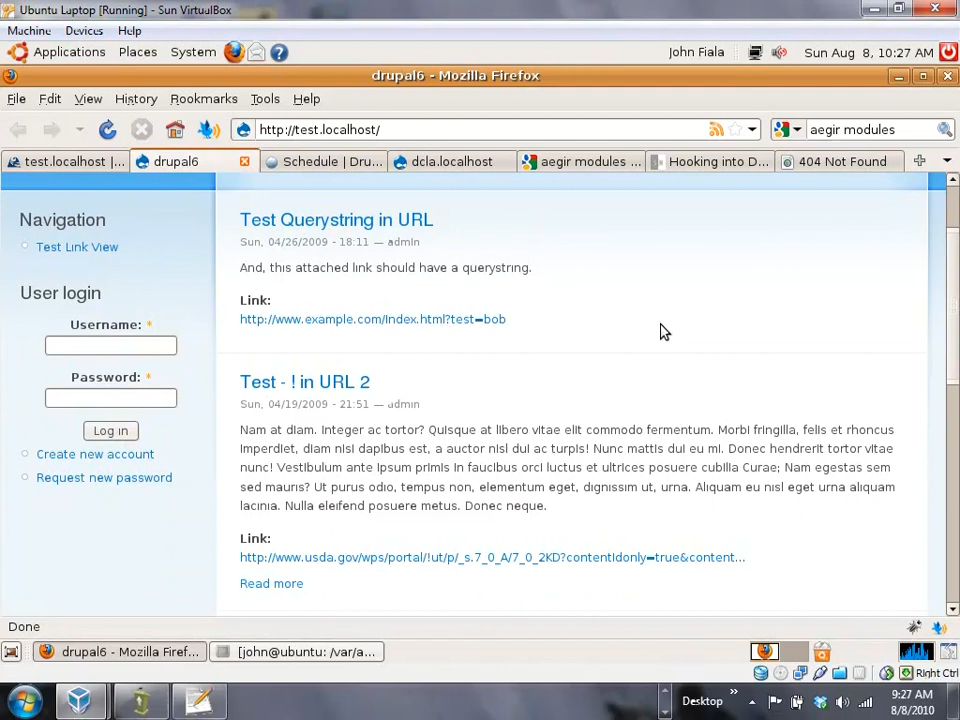 Ubuntu Laptop [Running] - Sun VirtualBox
Machine Devices Help
Applications Places System John Fiala Sun Aug 8, 10:27 AM
drupal6 - Mozilla Firefox
File Edit View History Bookmarks Tools Help
http://test.localhost/ aegir modules
test.localhost |... drupal6 Schedule | Dru... dcla.localhost aegir modules ... Hooking into D... 404 Not Found
Navigation
Test Link View
User login
Username: *
Password: *
Log in
Create new account
Request new password
Test Querystring in URL
Sun, 04/26/2009 - 18:11 — admin
And, this attached link should have a querystring.
Link:
http://www.example.com/index.html?test=bob
Test - ! in URL 2
Sun, 04/19/2009 - 21:51 — admin
Nam at diam. Integer ac tortor? Quisque at libero vitae elit commodo fermentum. Morbi fringilla, felis et rhoncus
imperdiet, diam nisl dapibus est, a auctor nisl dui ac turpis! Nunc mattis dui eu mi. Donec hendrerit tortor vitae
nunc! Vestibulum ante ipsum primis in faucibus orci luctus et ultrices posuere cubilia Curae; Nam egestas sem
sed mauris? Ut purus odio, tempus non, elementum eget, dignissim ut, urna. Aliquam eu nisl eget urna aliquam
lacinia. Nulla eleifend posuere metus. Donec neque.
Link:
http://www.usda.gov/wps/portal/!ut/p/_s.7_0_A/7_0_2KD?contentidonly=true&content...
Read more
Done
drupal6 - Mozilla Firef... [john@ubuntu: /var/a...
Right Ctrl
Desktop 9:27 AM
8/8/2010